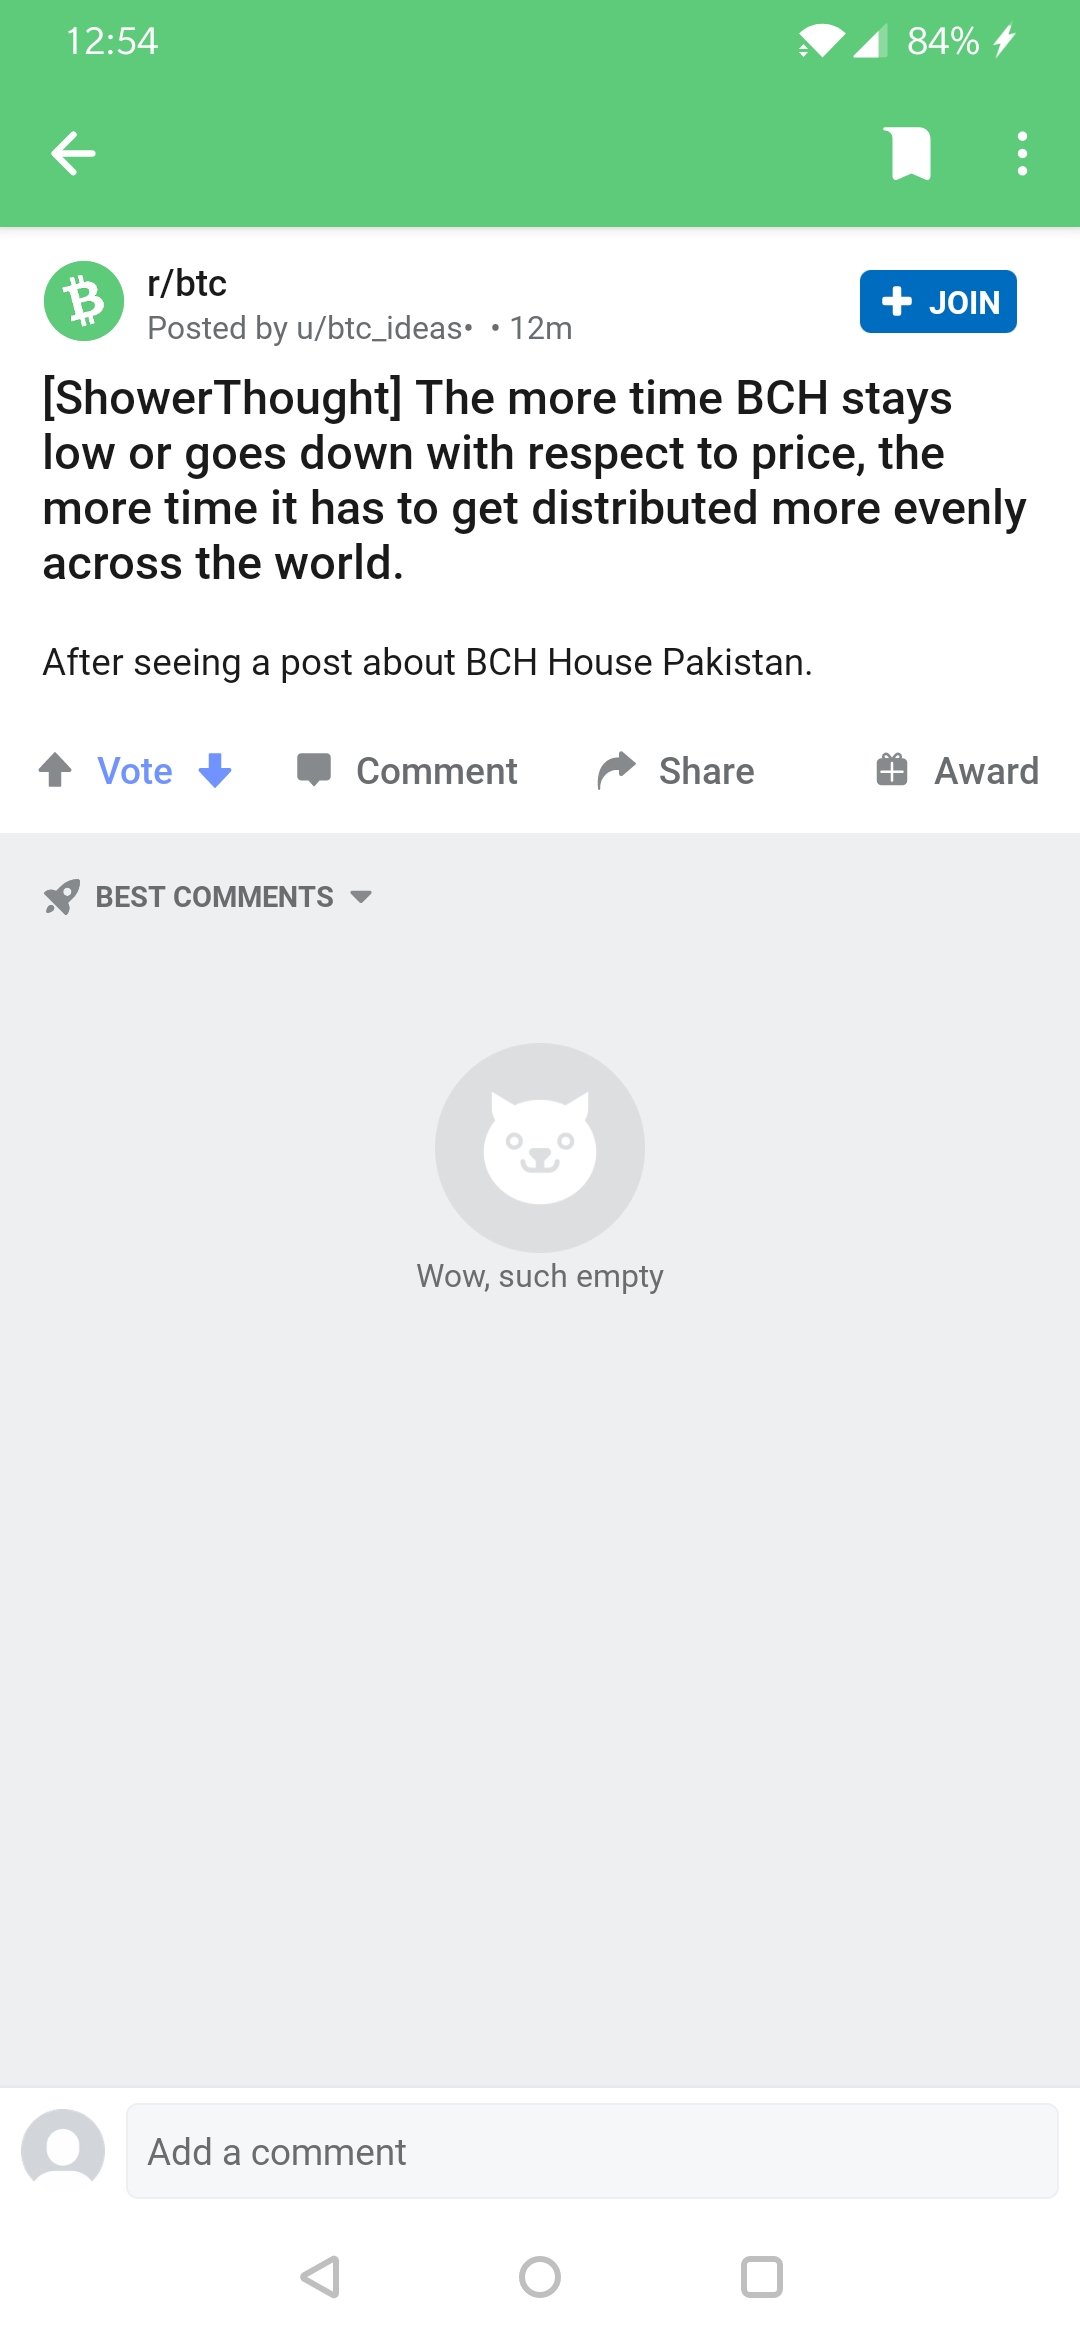 12:54
84%
r/btc
JOIN
Posted by u/btc_ideas• • 12m
[ShowerThought] The more time BCH stays
low or goes down with respect to price, the
more time it has to get distributed more evenly
across the world.
After seeing a post about BCH House Pakistan.
Vote
Comment
Share
Award
BEST COMMENTS
Wow, such empty
Add a comment